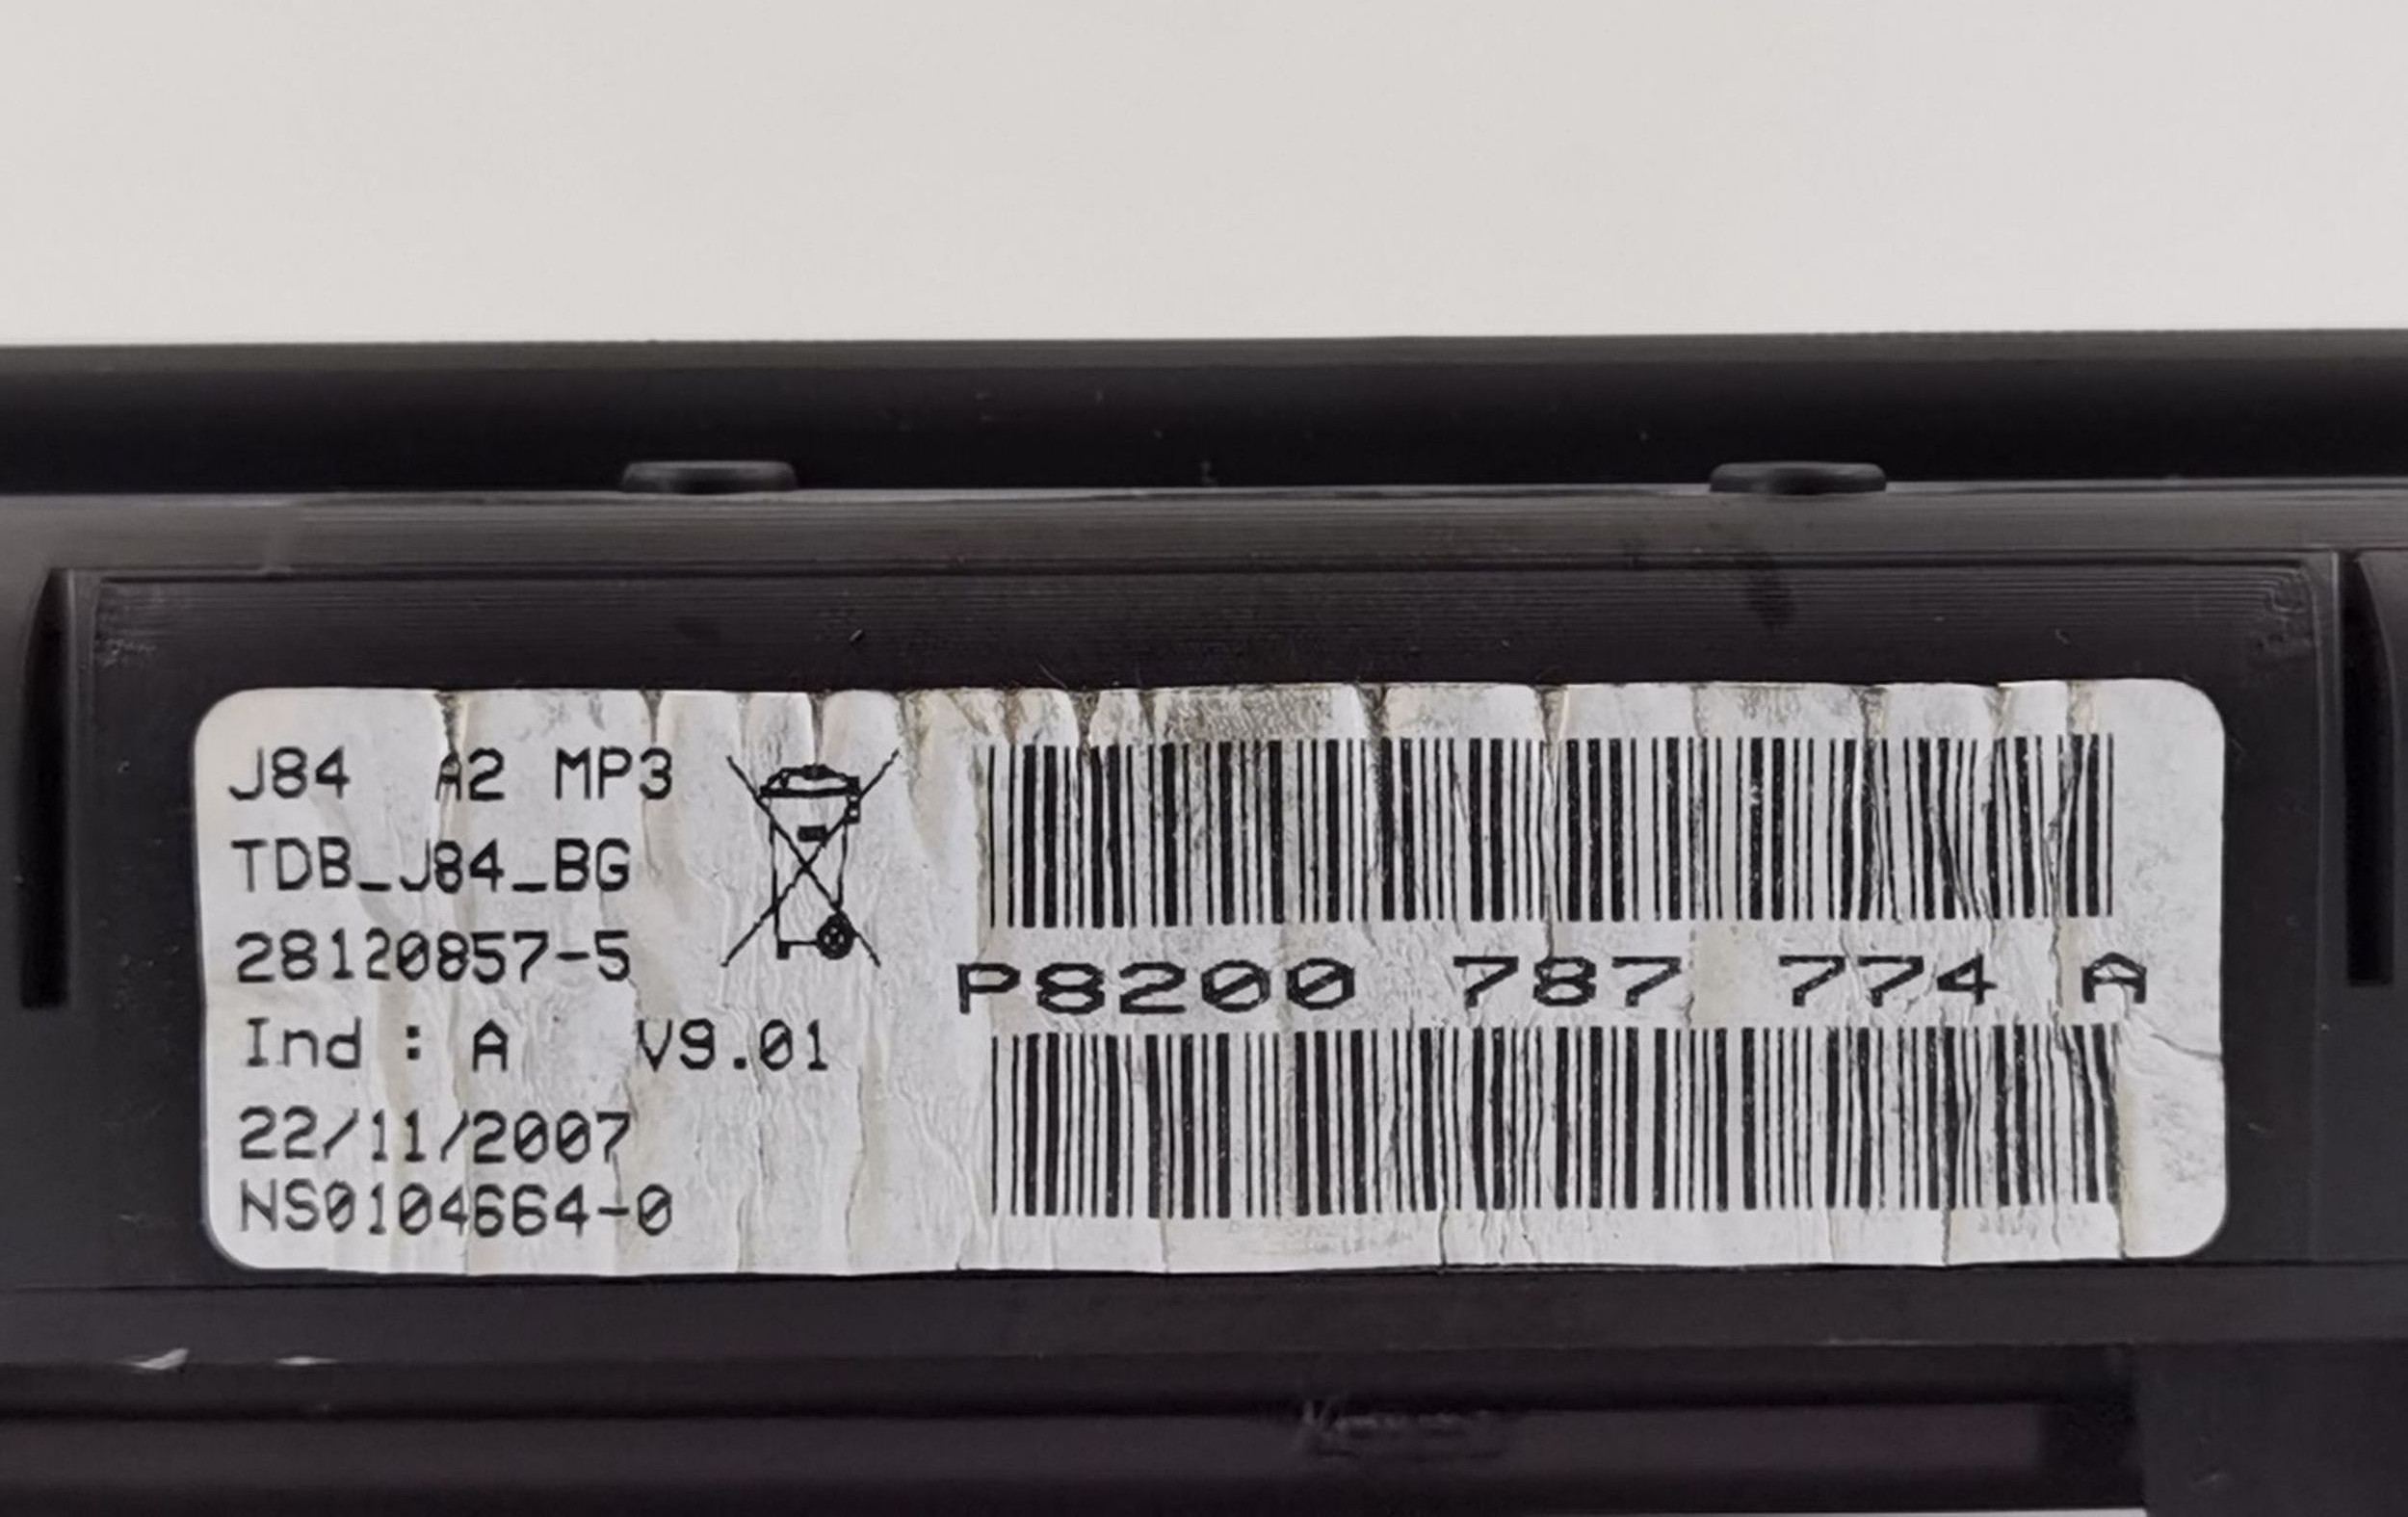 J84 A2 MP3
TDB_J84_BG
28120857-5
Ind : A V9.01
22/11/2007
NS0104664-0
P8200 787 774 A